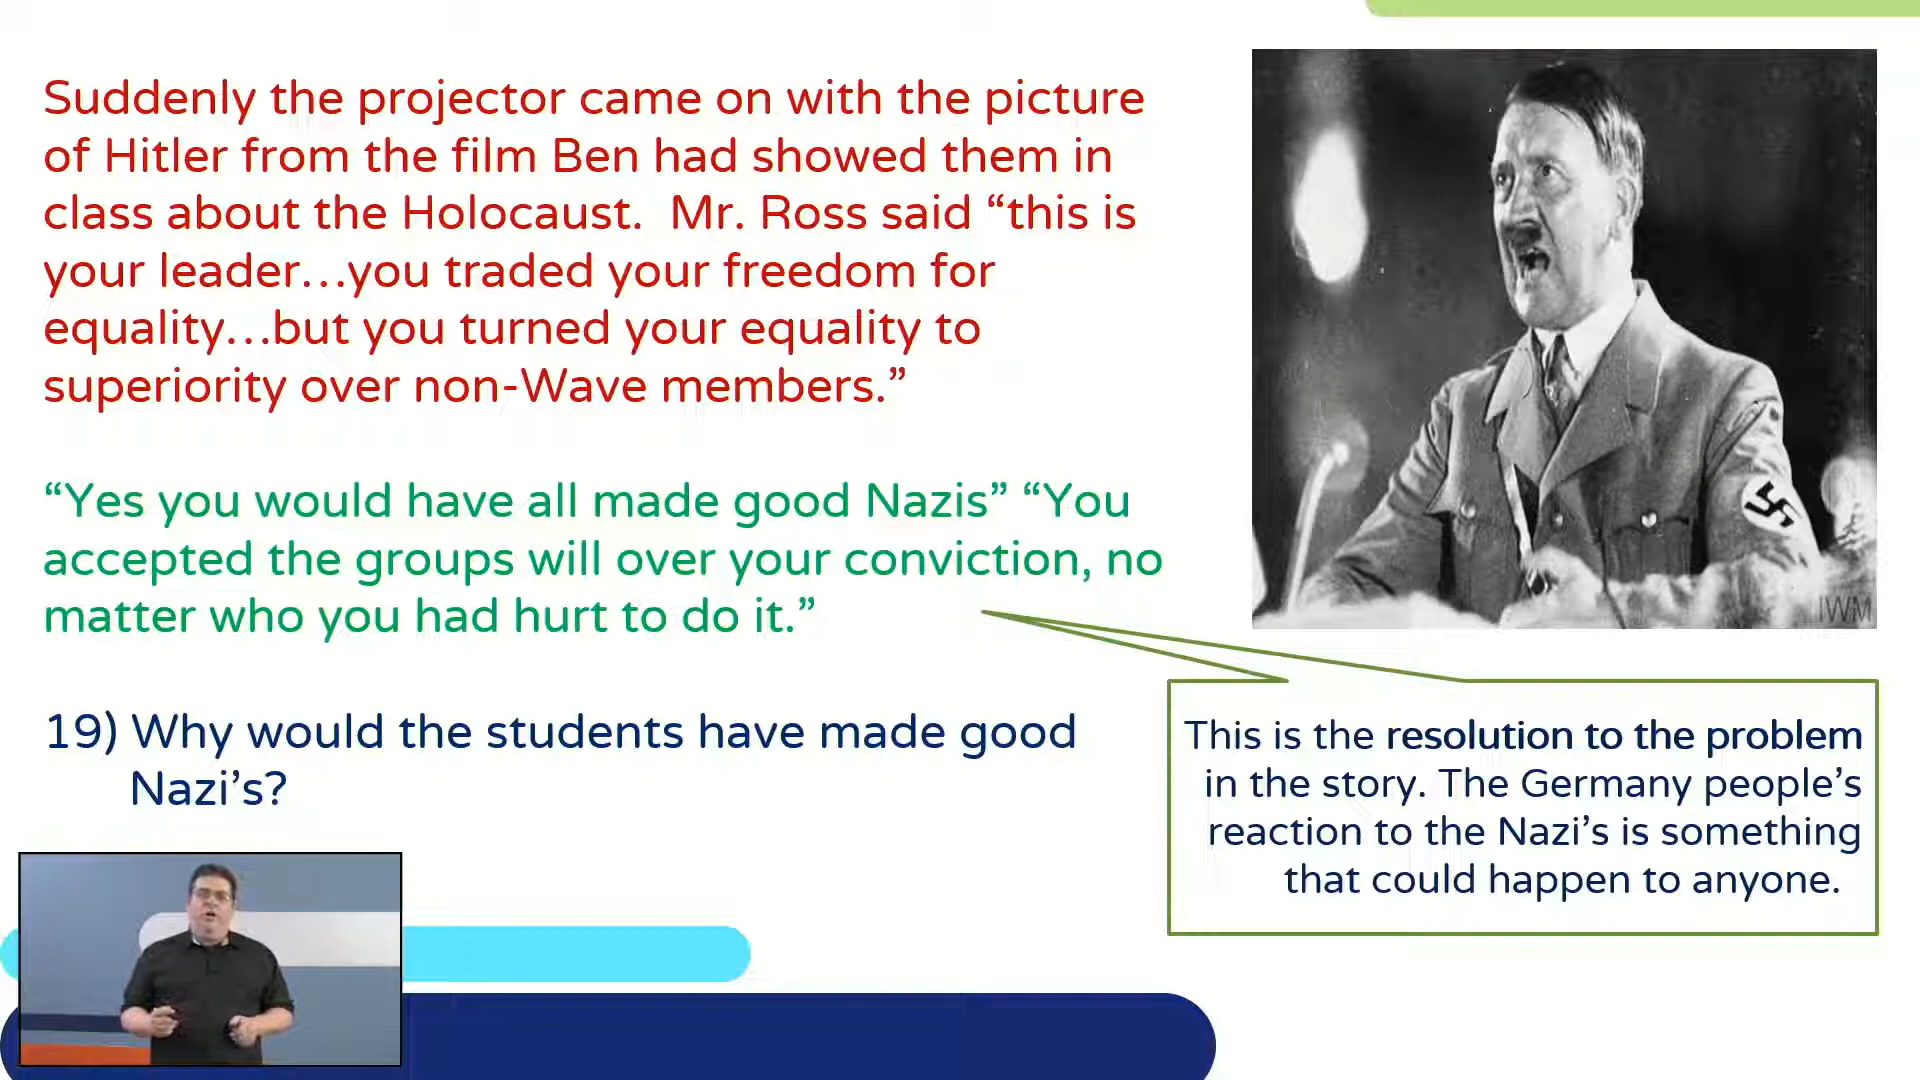 Suddenly the projector came on with the picture
of Hitler from the film Ben had showed them in
class about the Holocaust.  Mr. Ross said “this is
your leader…you traded your freedom for
equality…but you turned your equality to
superiority over non-Wave members.”
“Yes you would have all made good Nazis” “You
accepted the groups will over your conviction, no
matter who you had hurt to do it.”
19) Why would the students have made good
Nazi’s?
IWM
This is the resolution to the problem
in the story. The Germany people’s
reaction to the Nazi’s is something
that could happen to anyone.